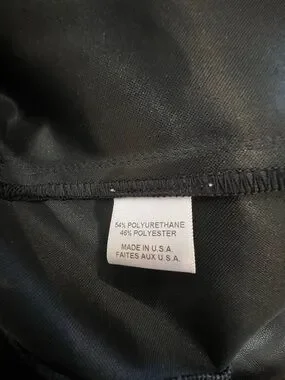 54% POLYURETHANE
46% POLYESTER
MADE IN U.S.A.
FAITES AUX U.S.A.